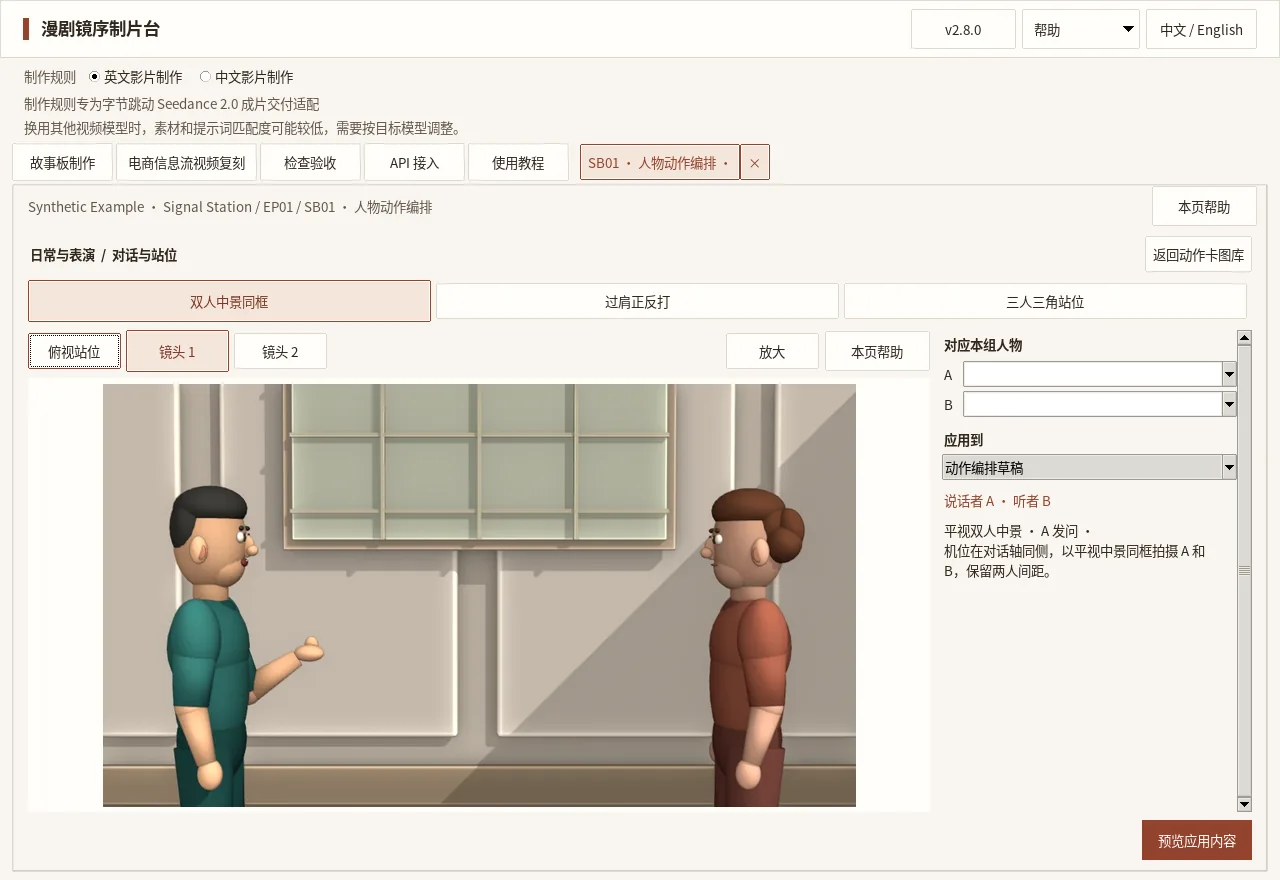 漫剧镜序制片台
v2.8.0
帮助
中文 / English
制作规则 英文影片制作 中文影片制作
制作规则专为字节跳动 Seedance 2.0 成片交付适配
换用其他视频模型时，素材和提示词匹配度可能较低，需要按目标模型调整。
故事板制作
电商信息流视频复刻
检查验收
API 接入
使用教程
SB01 · 人物动作编排 ·
×
Synthetic Example · Signal Station / EP01 / SB01 · 人物动作编排
本页帮助
日常与表演 / 对话与站位
返回动作卡图库
双人中景同框
过肩正反打
三人三角站位
俯视站位
镜头 1
镜头 2
放大
本页帮助
对应本组人物
A
B
应用到
动作编排草稿
说话者 A · 听者 B
平视双人中景 · A 发问 ·
机位在对话轴同侧，以平视中景同框拍摄 A 和
B，保留两人间距。
预览应用内容